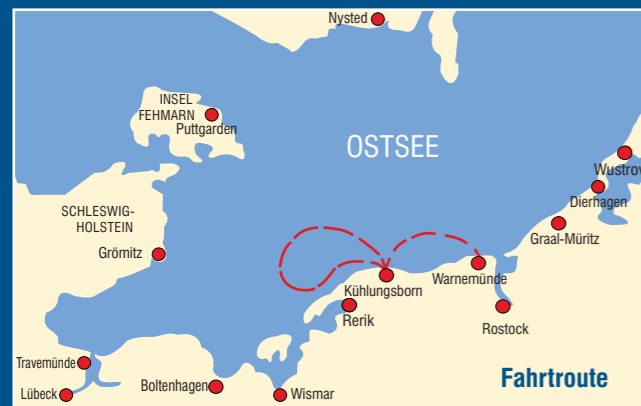 Nysted
INSEL
FEHMARN
Puttgarden
OSTSEE
Wustrow
Dierhagen
SCHLESWIG-
HOLSTEIN
Graal-Müritz
Grömitz
Kühlungsborn
Warnemünde
Rerik
Rostock
Travemünde
Boltenhagen
Lübeck
Wismar
Fahrtroute